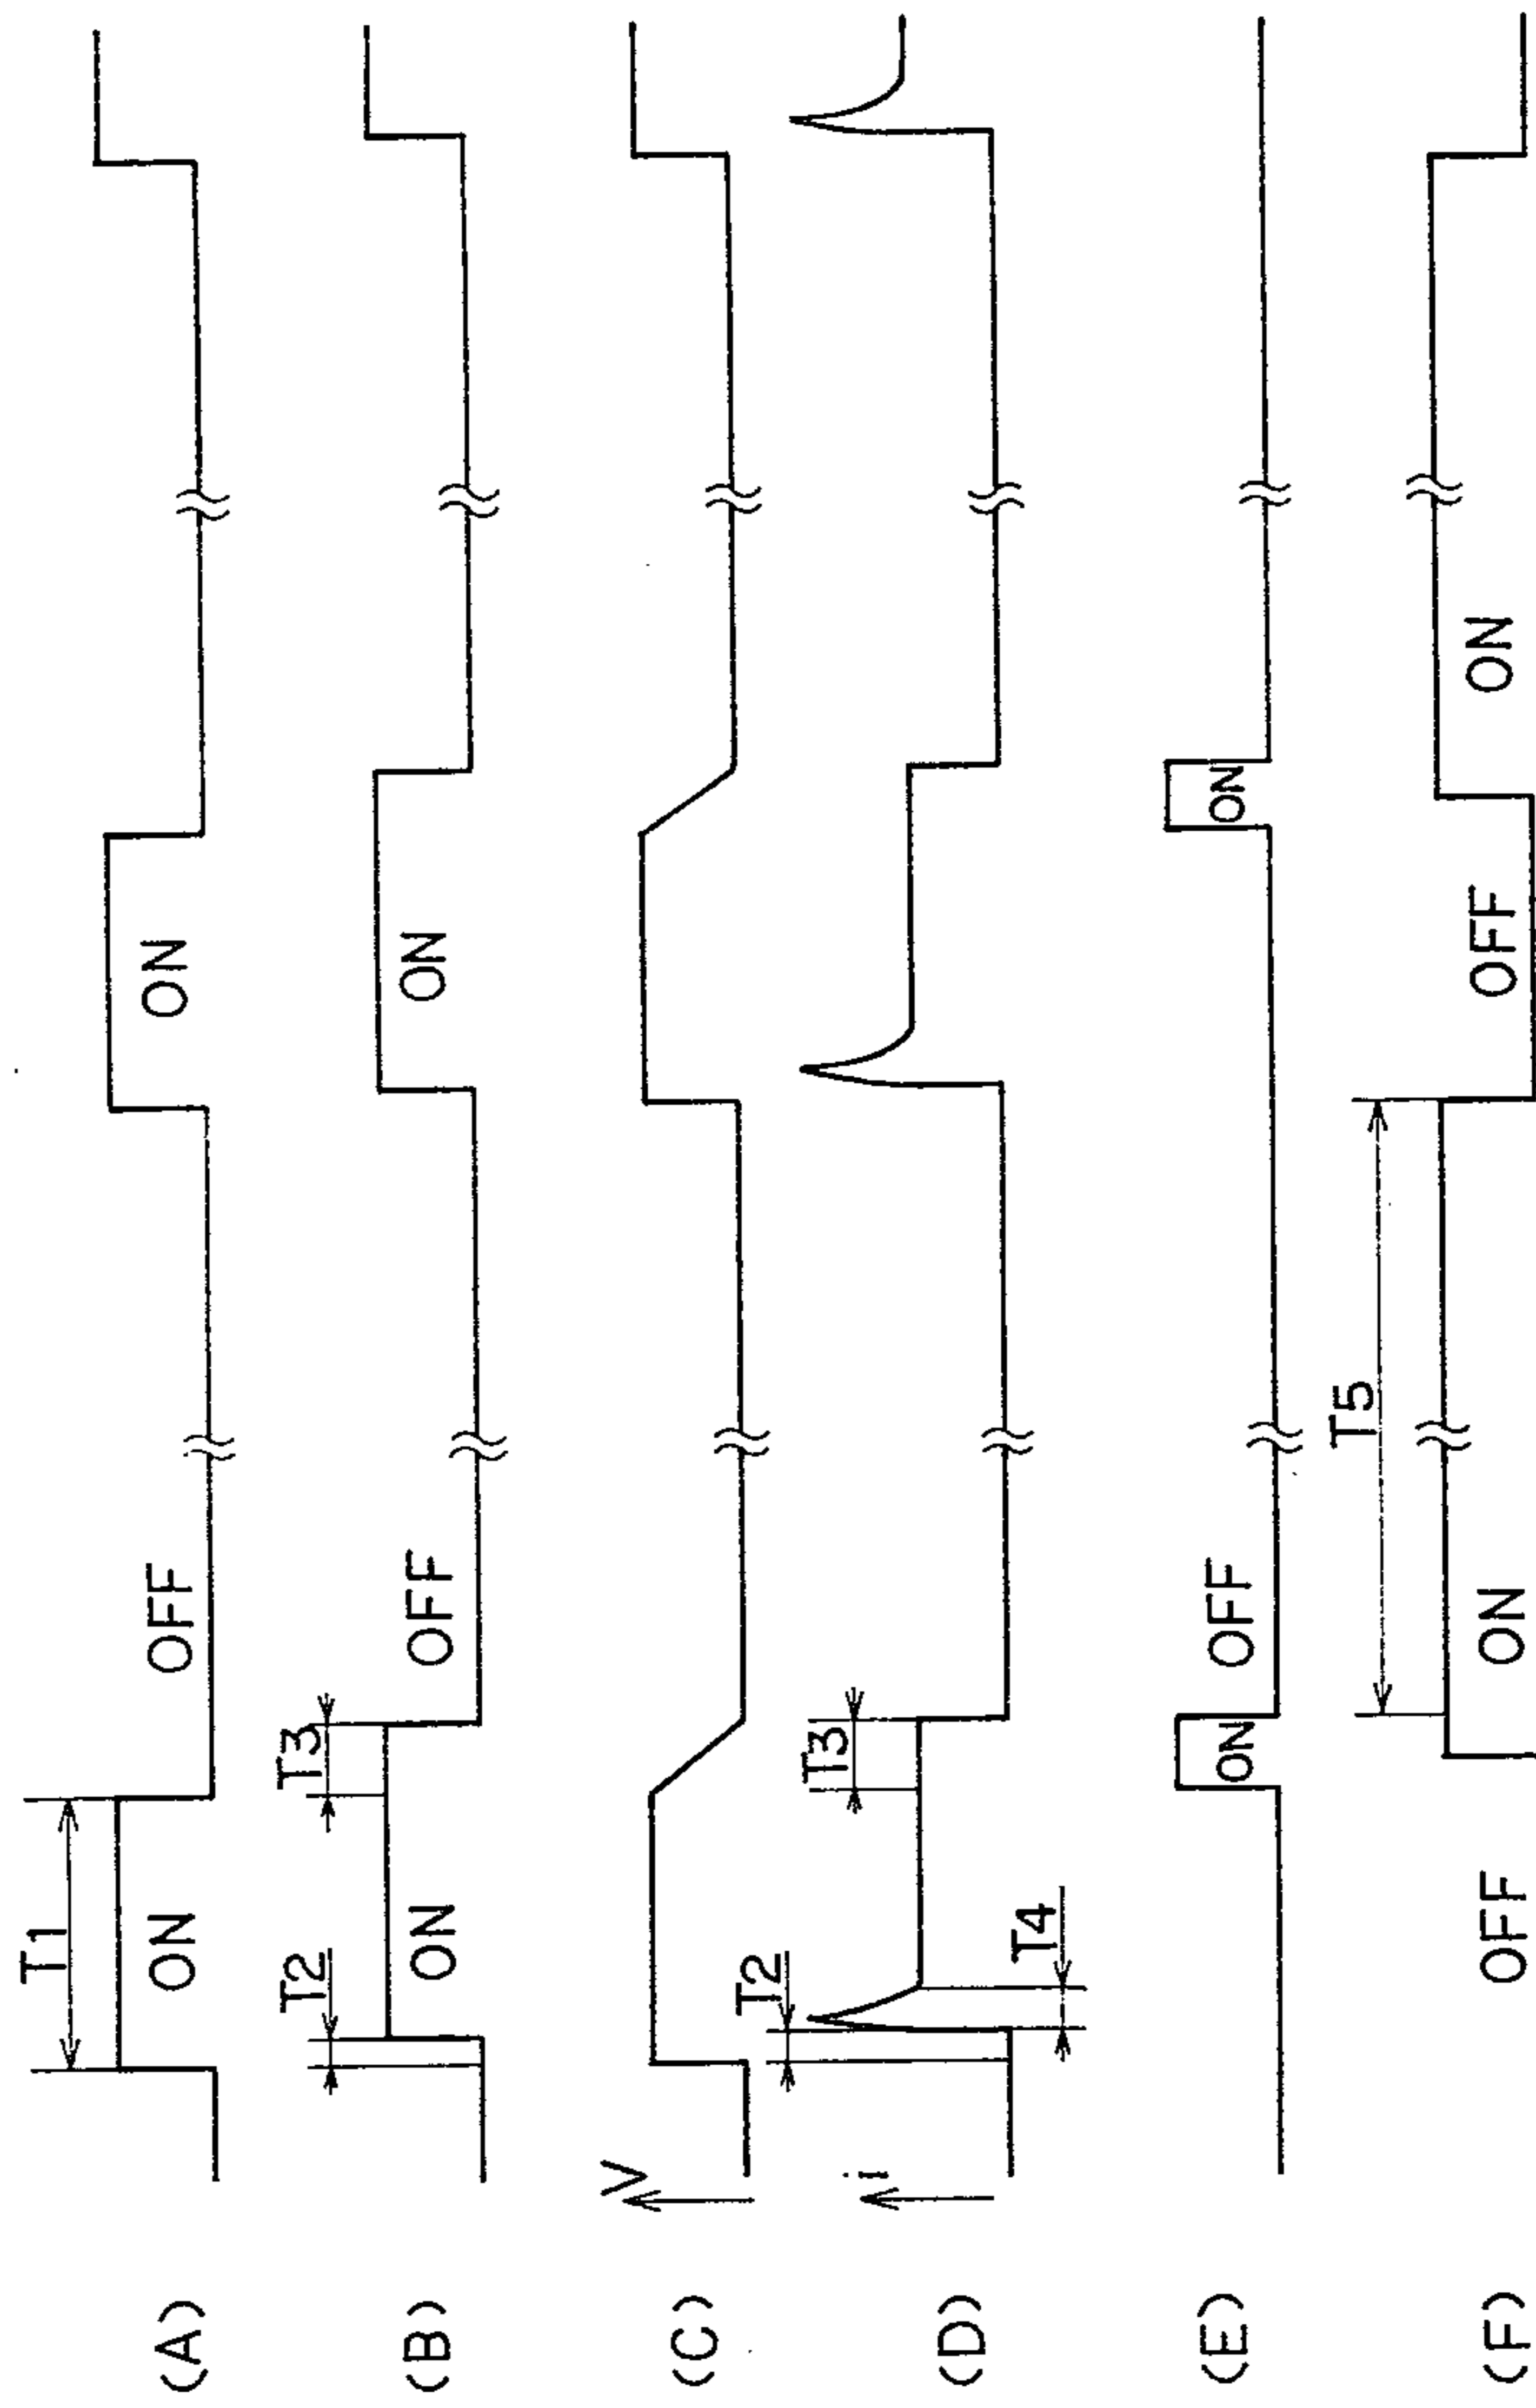 (A) T1 ON OFF ON
(B) T2 ON T3 OFF ON
(C) V
(D) i T2 T4 T3
(E) ON OFF ON
(F) OFF ON T5 OFF ON